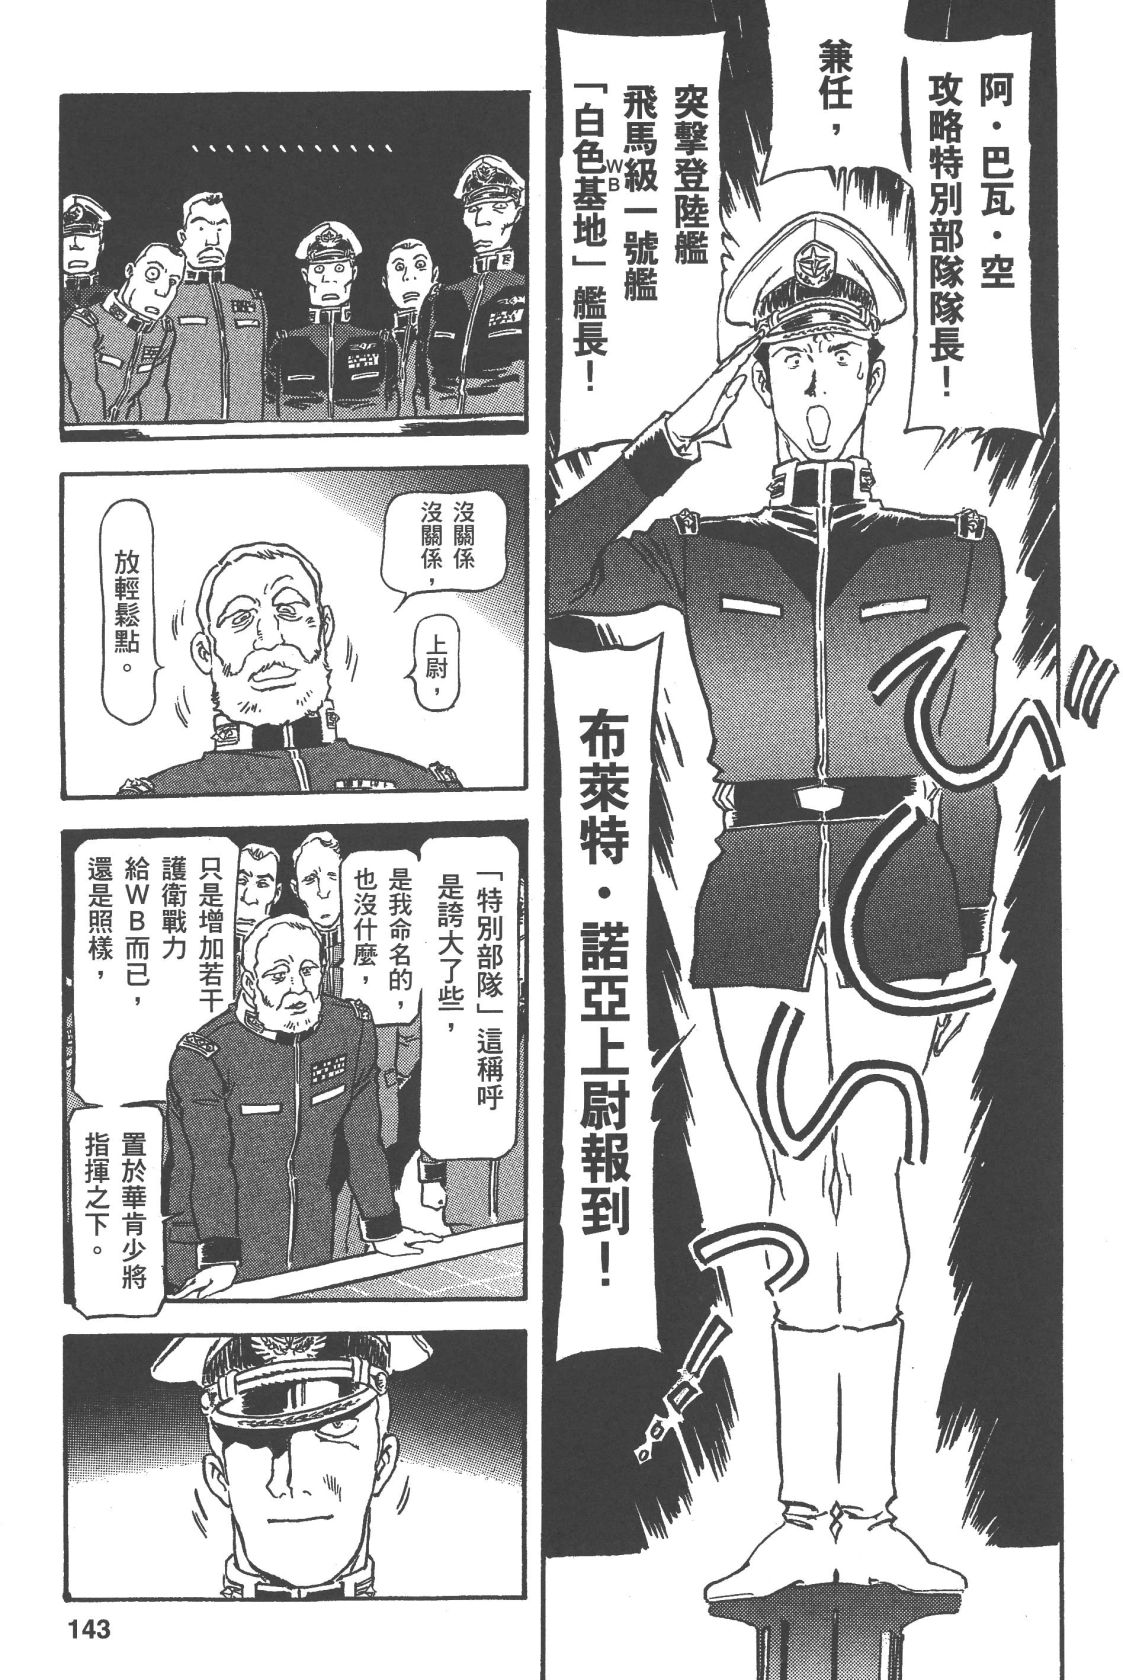 阿・巴瓦・空
攻略特別部隊隊長！
兼任，
突擊登陸艦
飛馬級一號艦
「白色基地」艦長！
WB
布萊特・諾亞上尉報到！
びしいっ
、、、、、、、、、、、、
沒關係
沒關係，
上尉，
放輕鬆點。
「特別部隊」這稱呼
是誇大了些，
是我命名的，
也沒什麼，
只是增加若干
護衛戰力
給ＷＢ而已，
還是照樣，
置於華肯少將
指揮之下。
143